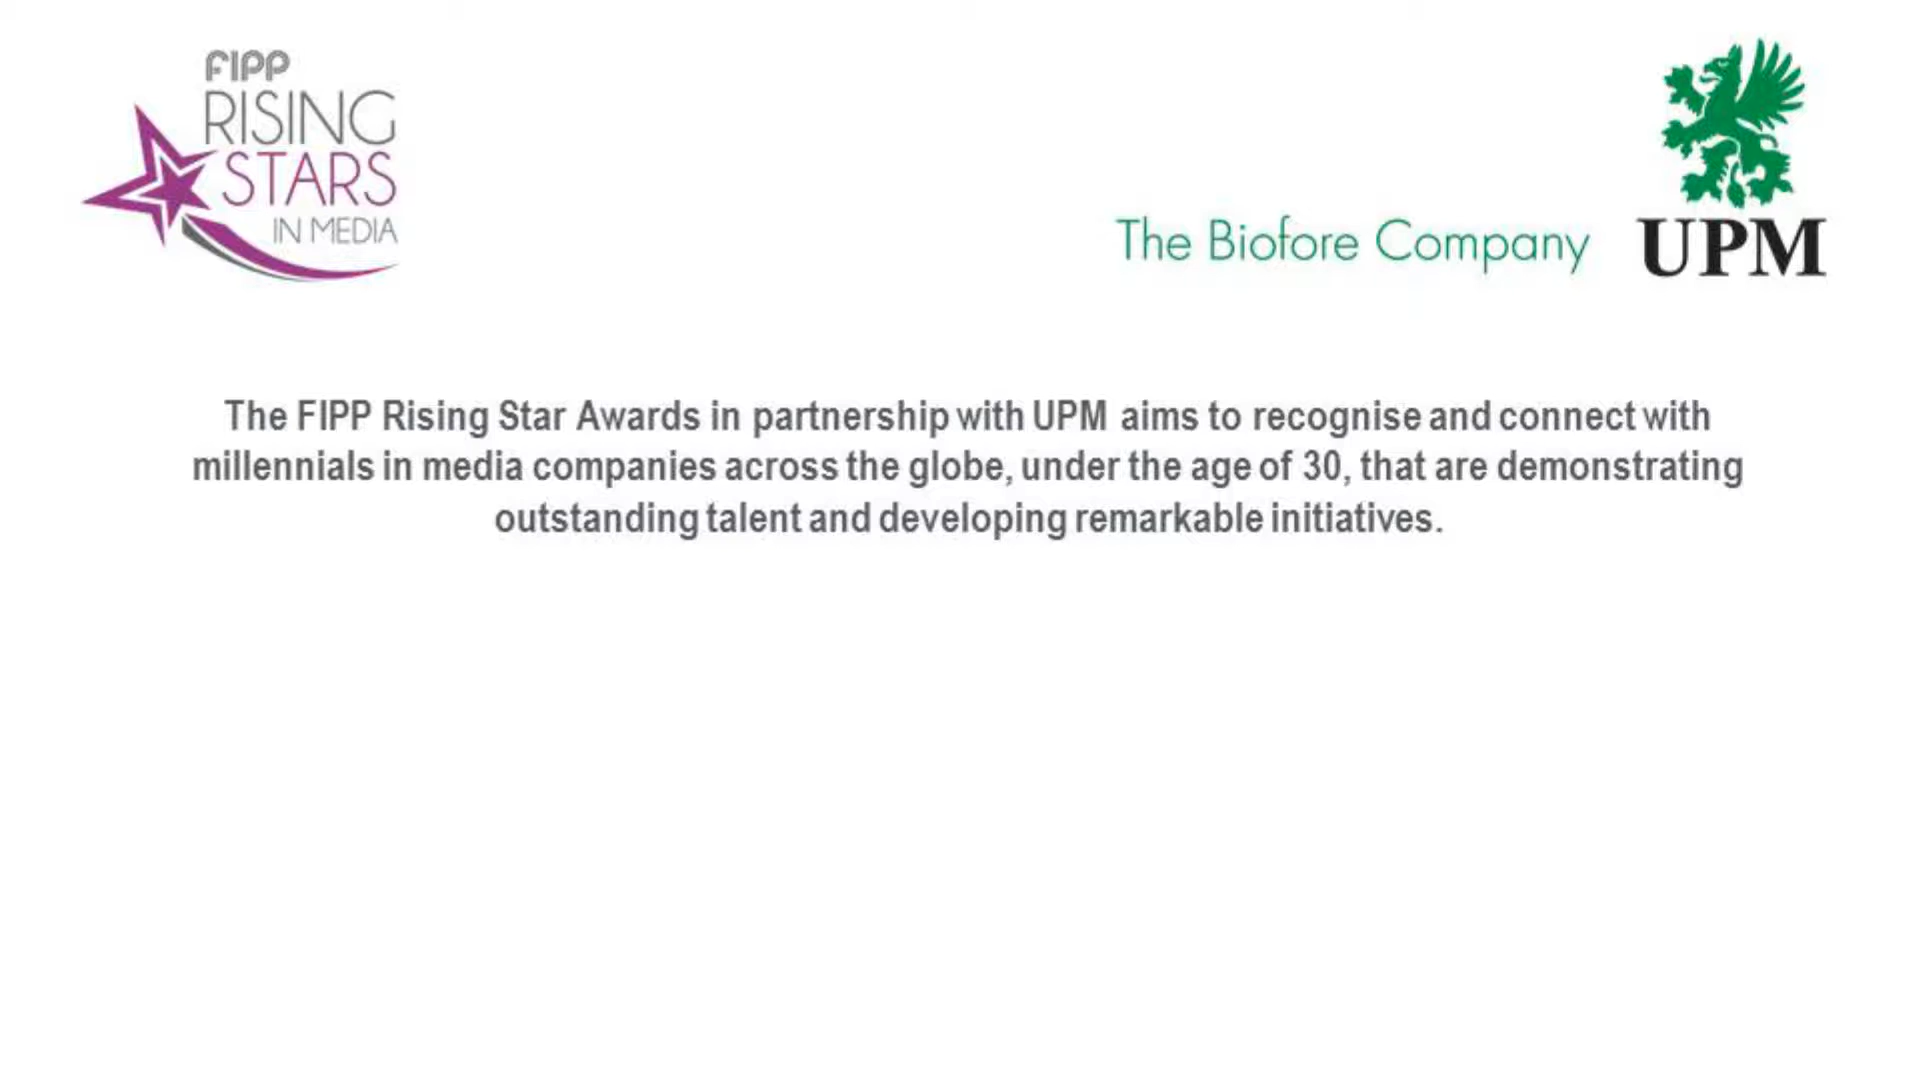 FIPP
RISING
STARS
IN MEDIA
The Biofore Company
UPM
The FIPP Rising Star Awards in partnership with UPM aims to recognise and connect with
millennials in media companies across the globe, under the age of 30, that are demonstrating
outstanding talent and developing remarkable initiatives.